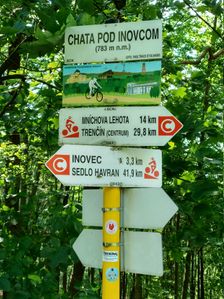 CHATA POD INOVCOM
(783 m n.m.)
MNÍCHOVA LEHOTA 14 km
TRENČÍN (CENTRUM) 29,8 km
C
C
INOVEC 3,3 km
SEDLO HAVRAN 41,9 km